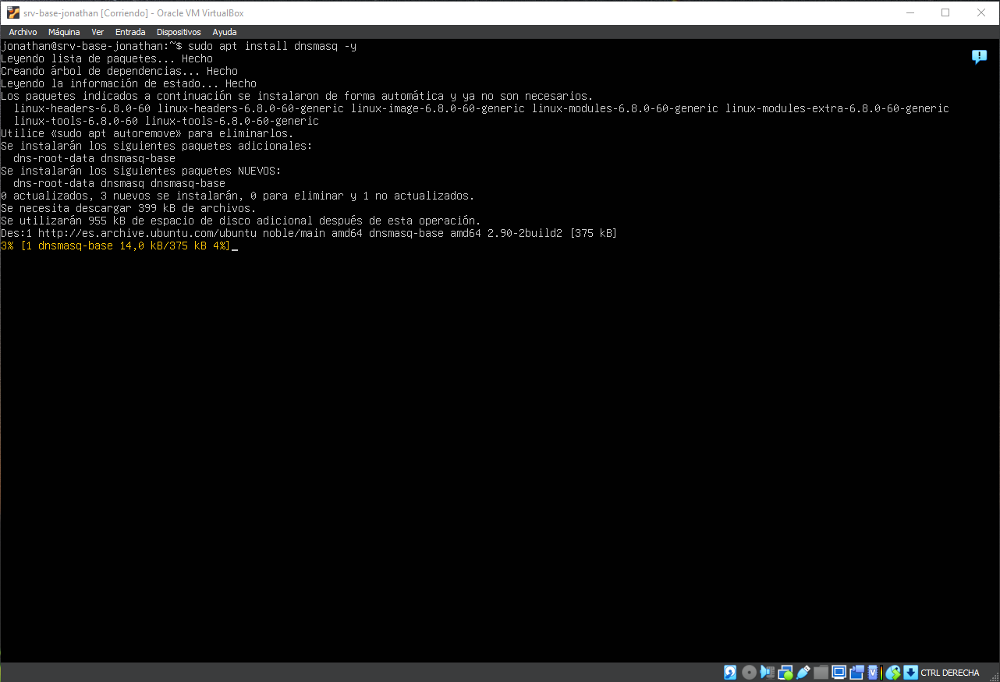 srv-base-jonathan [Corriendo] - Oracle VM VirtualBox
Archivo Máquina Ver Entrada Dispositivos Ayuda
jonathan@srv-base-jonathan:~$ sudo apt install dnsmasq -y
Leyendo lista de paquetes... Hecho
Creando árbol de dependencias... Hecho
Leyendo la información de estado... Hecho
Los paquetes indicados a continuación se instalaron de forma automática y ya no son necesarios.
  linux-headers-6.8.0-60 linux-headers-6.8.0-60-generic linux-image-6.8.0-60-generic linux-modules-6.8.0-60-generic linux-modules-extra-6.8.0-60-generic
  linux-tools-6.8.0-60 linux-tools-6.8.0-60-generic
Utilice «sudo apt autoremove» para eliminarlos.
Se instalarán los siguientes paquetes adicionales:
  dns-root-data dnsmasq-base
Se instalarán los siguientes paquetes NUEVOS:
  dns-root-data dnsmasq dnsmasq-base
0 actualizados, 3 nuevos se instalarán, 0 para eliminar y 1 no actualizados.
Se necesita descargar 399 kB de archivos.
Se utilizarán 955 kB de espacio de disco adicional después de esta operación.
Des:1 http://es.archive.ubuntu.com/ubuntu noble/main amd64 dnsmasq-base amd64 2.90-2build2 [375 kB]
3% [1 dnsmasq-base 14,0 kB/375 kB 4%]_
CTRL DERECHA